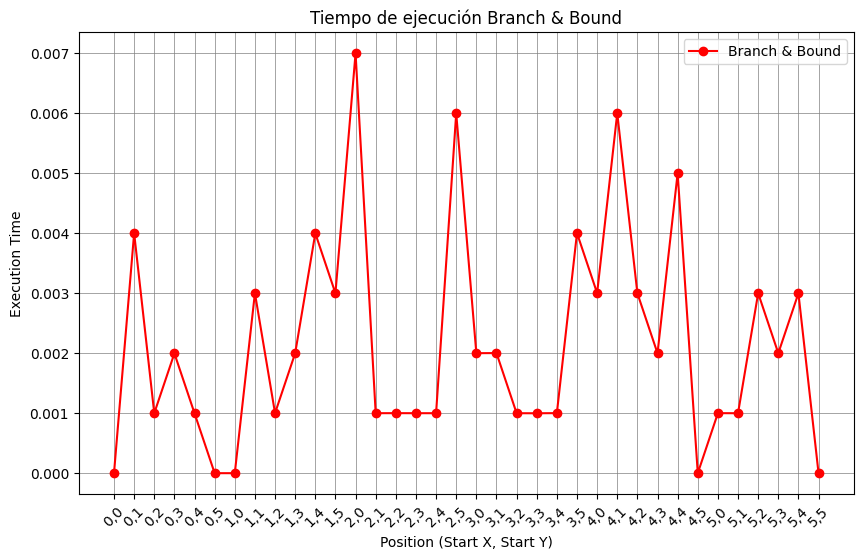 Tiempo de ejecución Branch & Bound
Branch & Bound
Execution Time
0.007
0.006
0.005
0.004
0.003
0.002
0.001
0.000
0,0 0,1 0,2 0,3 0,4 0,5 1,0 1,1 1,2 1,3 1,4 1,5 2,0 2,1 2,2 2,3 2,4 2,5 3,0 3,1 3,2 3,3 3,4 3,5 4,0 4,1 4,2 4,3 4,4 4,5 5,0 5,1 5,2 5,3 5,4 5,5
Position (Start X, Start Y)